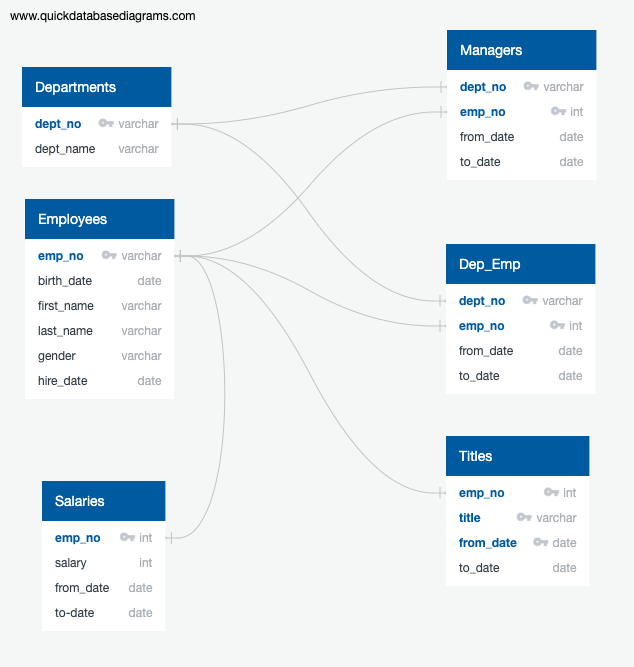 www.quickdatabasediagrams.com
Departments
dept_no varchar
dept_name varchar
Employees
emp_no varchar
birth_date date
first_name varchar
last_name varchar
gender varchar
hire_date date
Salaries
emp_no int
salary int
from_date date
to-date date
Managers
dept_no varchar
emp_no int
from_date date
to_date date
Dep_Emp
dept_no varchar
emp_no int
from_date date
to_date date
Titles
emp_no int
title varchar
from_date date
to_date date